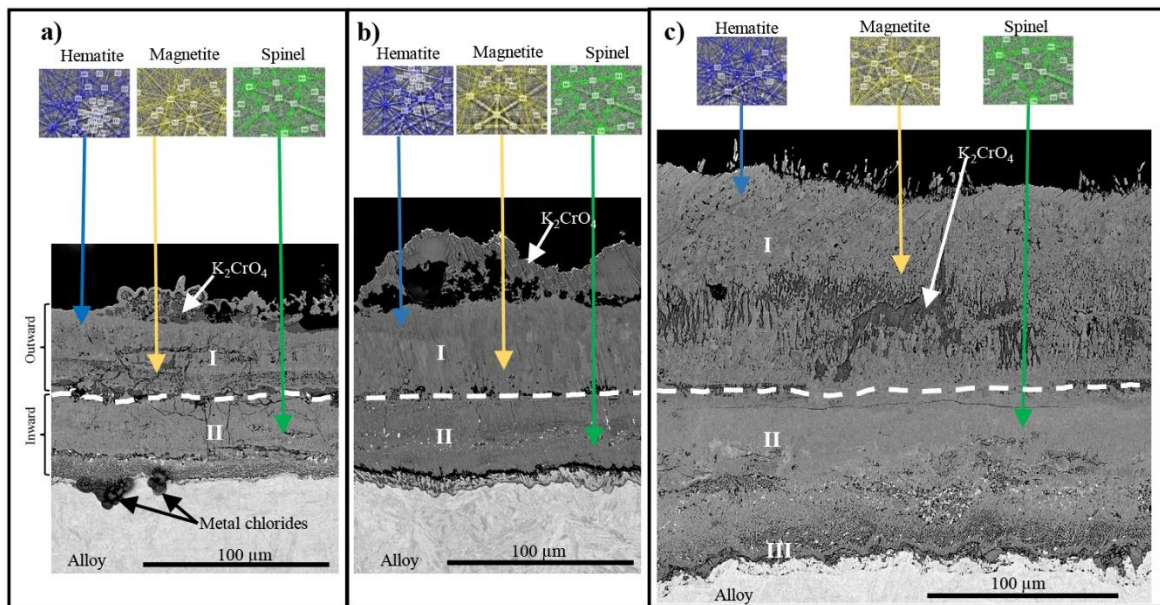 a)
Hematite Magnetite Spinel
K₂CrO₄
Outward
I
Inward
II
Metal chlorides
Alloy
100 µm
b)
Hematite Magnetite Spinel
K₂CrO₄
I
II
Alloy
100 µm
c)
Hematite Magnetite Spinel
K₂CrO₄
I
II
III
Alloy
100 µm